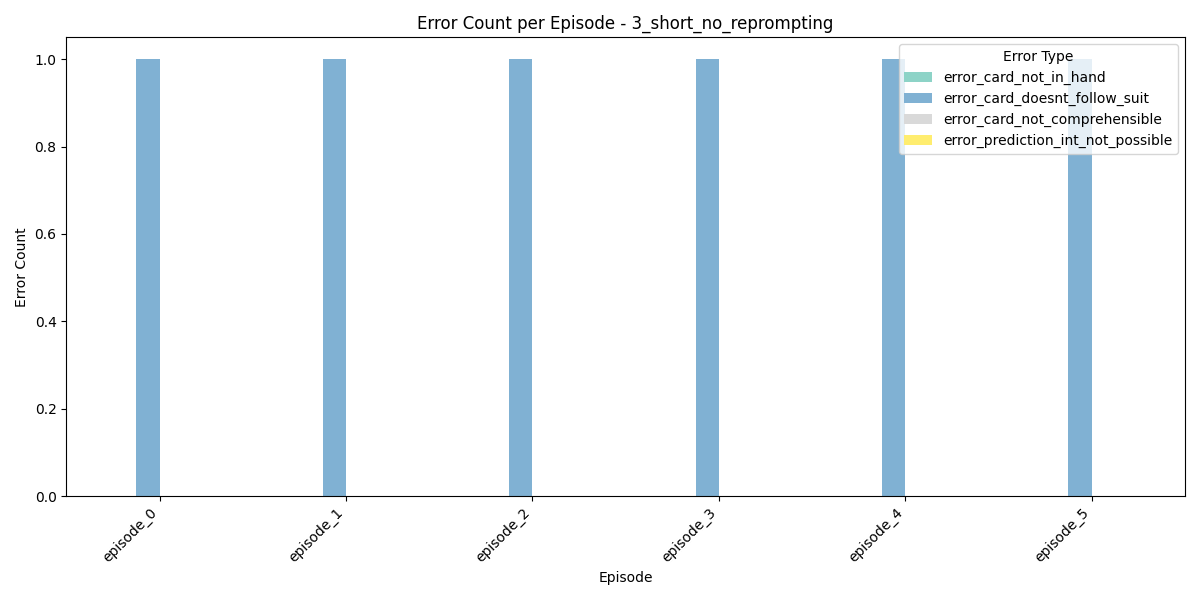 Error Count per Episode - 3_short_no_reprompting
Error Type
error_card_not_in_hand
error_card_doesnt_follow_suit
error_card_not_comprehensible
error_prediction_int_not_possible
Error Count
1.0
0.8
0.6
0.4
0.2
0.0
episode_0
episode_1
episode_2
episode_3
episode_4
episode_5
Episode